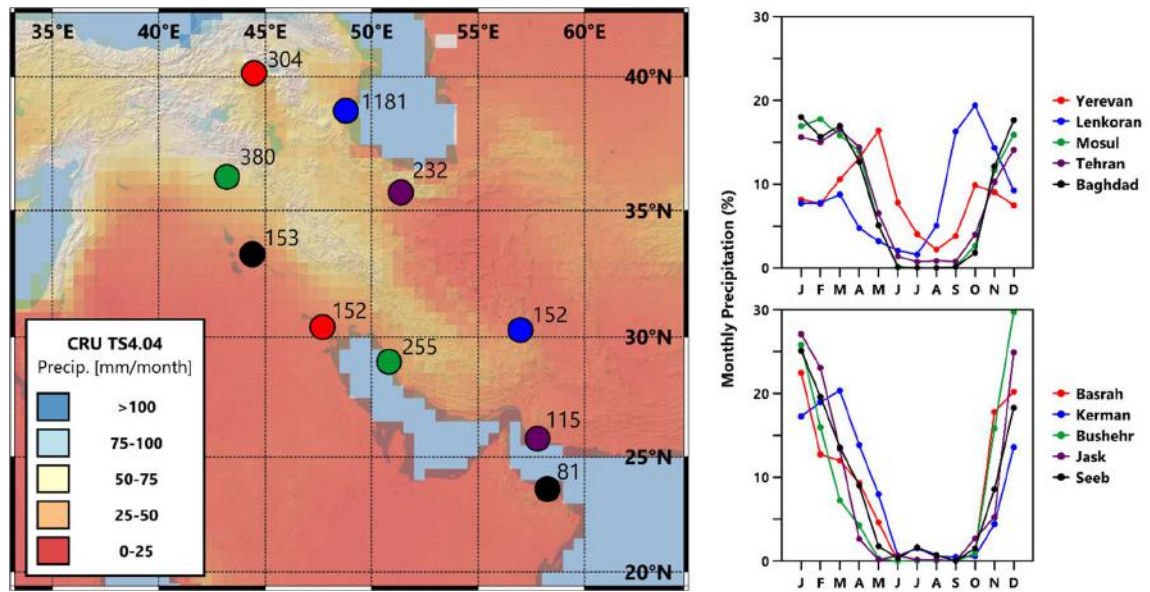 35°E 40°E 45°E 50°E 55°E 60°E
304
40°N
1181
380
232
35°N
153
152
152
30°N
255
115
25°N
81
20°N
CRU TS4.04
Precip. [mm/month]
>100
75-100
50-75
25-50
0-25
Monthly Precipitation (%)
30
20
10
0
J F M A M J J A S O N D
Yerevan
Lenkoran
Mosul
Tehran
Baghdad
30
20
10
0
J F M A M J J A S O N D
Basrah
Kerman
Bushehr
Jask
Seeb